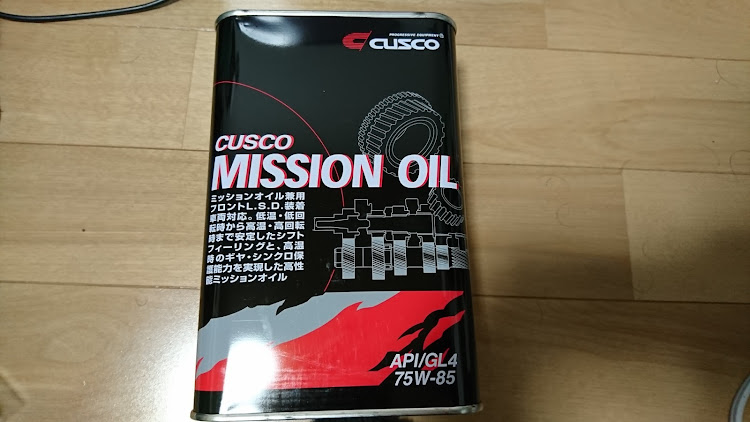 PROGRESSIVE EQUIPMENT
CUSCO
CUSCO
MISSION OIL
ミッションオイル兼用
フロントL.S.D.装着
車両対応。低温・低回
転時から高温・高回転
時まで安定したシフト
フィーリングと、高温
時のギヤ・シンクロ保
護能力を実現した高性
能ミッションオイル
API/GL4
75W-85